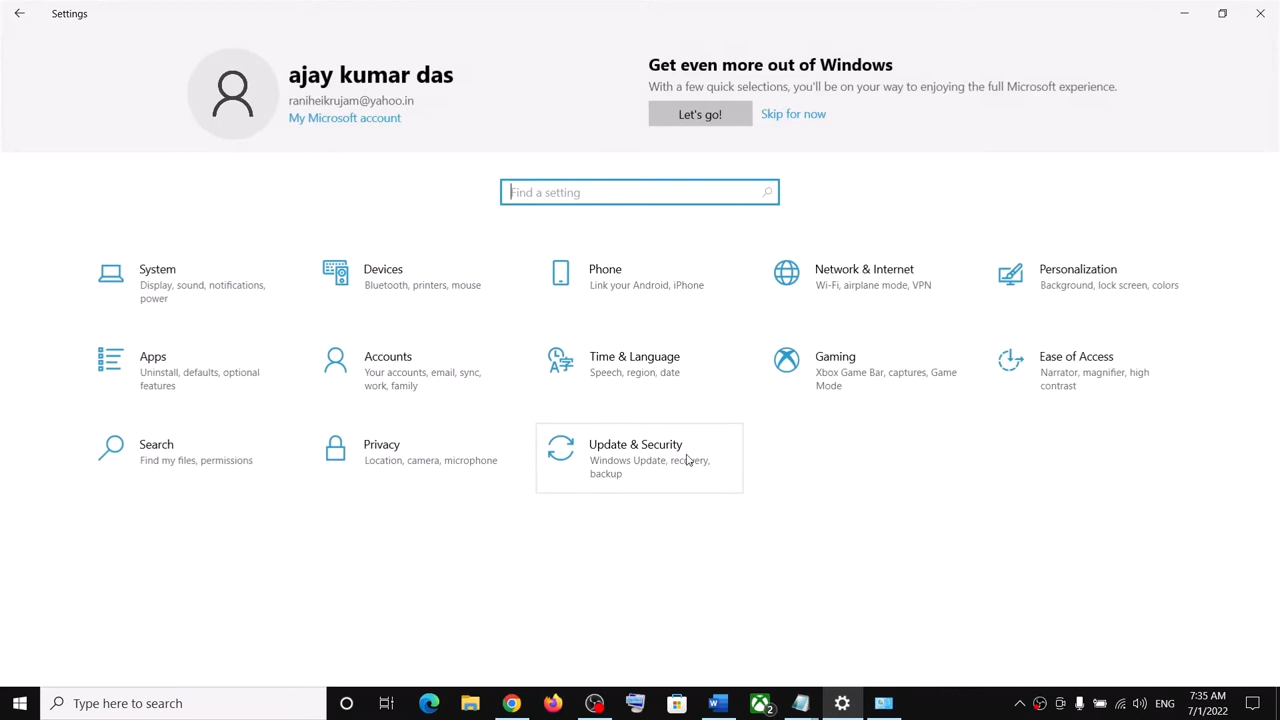 Settings
ajay kumar das
raniheikrujam@yahoo.in
My Microsoft account
Get even more out of Windows
With a few quick selections, you'll be on your way to enjoying the full Microsoft experience.
Let's go!
Skip for now
Find a setting
System
Display, sound, notifications,
power
Devices
Bluetooth, printers, mouse
Phone
Link your Android, iPhone
Network & Internet
Wi-Fi, airplane mode, VPN
Personalization
Background, lock screen, colors
Apps
Uninstall, defaults, optional
features
Accounts
Your accounts, email, sync,
work, family
Time & Language
Speech, region, date
Gaming
Xbox Game Bar, captures, Game
Mode
Ease of Access
Narrator, magnifier, high
contrast
Search
Find my files, permissions
Privacy
Location, camera, microphone
Update & Security
Windows Update, recovery,
backup
Type here to search
2
ENG
7:35 AM
7/1/2022